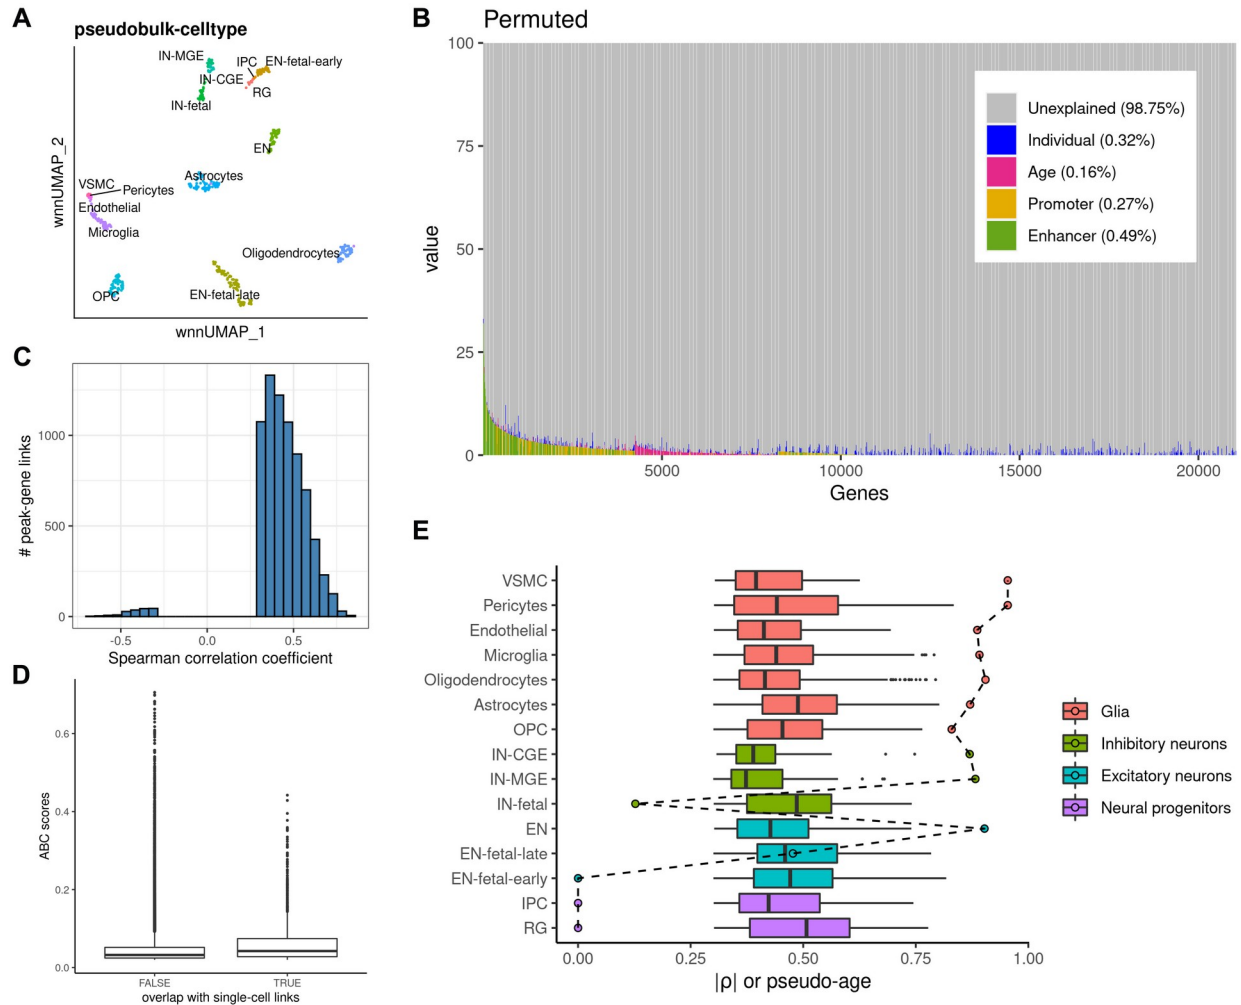 A
pseudobulk-celltype
IN-MGE
IPC
EN-fetal-early
IN-CGE
RG
IN-fetal
EN
Astrocytes
VSMC
Pericytes
Endothelial
Microglia
Oligodendrocytes
OPC
EN-fetal-late
wnnUMAP_2
wnnUMAP_1
B
Permuted
100
75
50
25
0
value
5000
10000
15000
20000
Genes
Unexplained (98.75%)
Individual (0.32%)
Age (0.16%)
Promoter (0.27%)
Enhancer (0.49%)
C
# peak-gene links
1000
500
0
-0.5
0.0
0.5
Spearman correlation coefficient
D
ABC scores
0.6
0.4
0.2
0.0
FALSE
TRUE
overlap with single-cell links
E
VSMC
Pericytes
Endothelial
Microglia
Oligodendrocytes
Astrocytes
OPC
IN-CGE
IN-MGE
IN-fetal
EN
EN-fetal-late
EN-fetal-early
IPC
RG
0.00
0.25
0.50
0.75
1.00
|ρ| or pseudo-age
Glia
Inhibitory neurons
Excitatory neurons
Neural progenitors